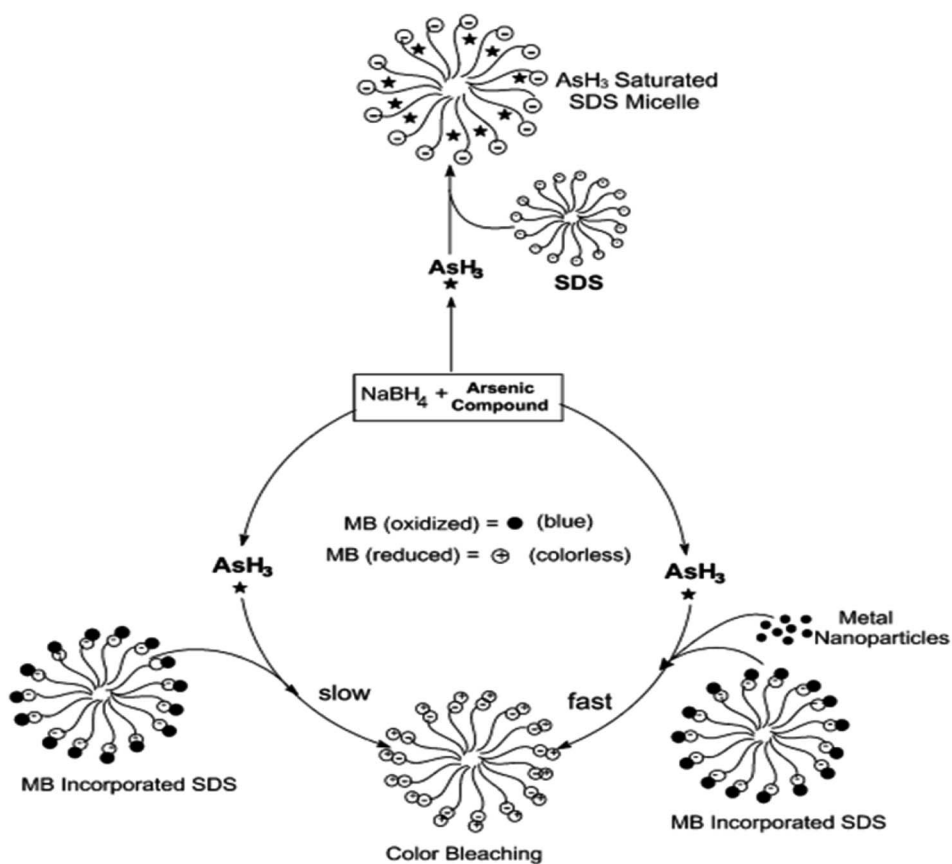 AsH₃ Saturated
SDS Micelle
AsH₃
SDS
NaBH₄ + Arsenic
Compound
MB (oxidized) = (blue)
MB (reduced) = (colorless)
AsH₃
AsH₃
Metal
Nanoparticles
slow
fast
MB Incorporated SDS
MB Incorporated SDS
Color Bleaching